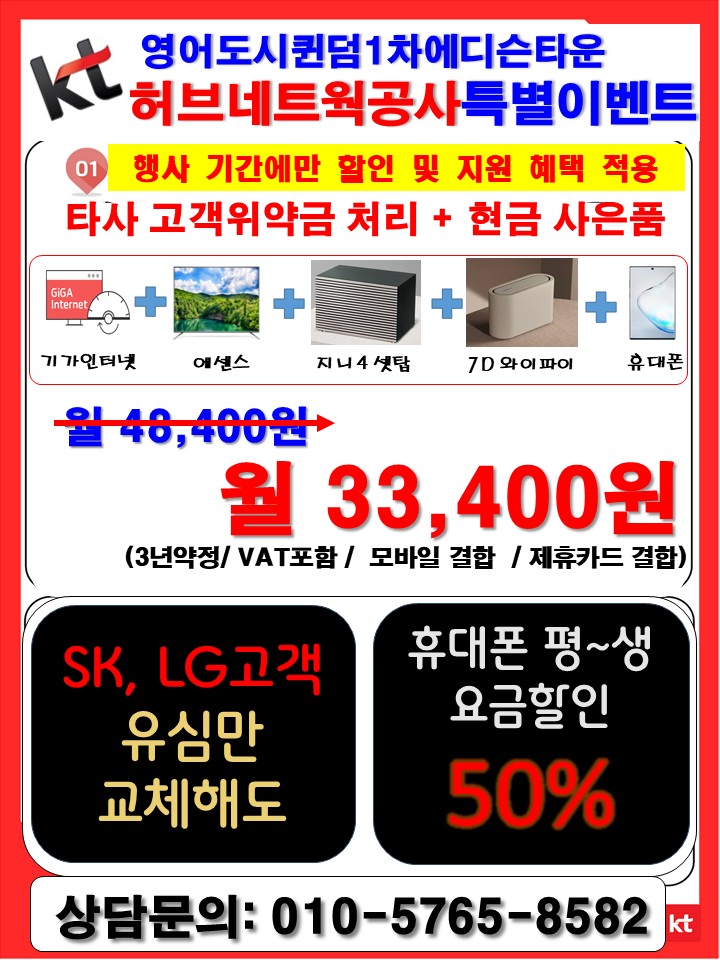 kt
영어도시퀸덤1차에디슨타운
허브네트웍공사특별이벤트
01 행사 기간에만 할인 및 지원 혜택 적용
타사 고객위약금 처리 + 현금 사은품
GiGA
Internet
기가인터넷 에센스 지니4셋탑 7D와이파이 휴대폰
월 48,400원
월 33,400원
(3년약정/ VAT포함 / 모바일 결합 / 제휴카드 결합)
SK, LG고객
유심만
교체해도
휴대폰 평~생
요금할인
50%
상담문의: 010-5765-8582
kt